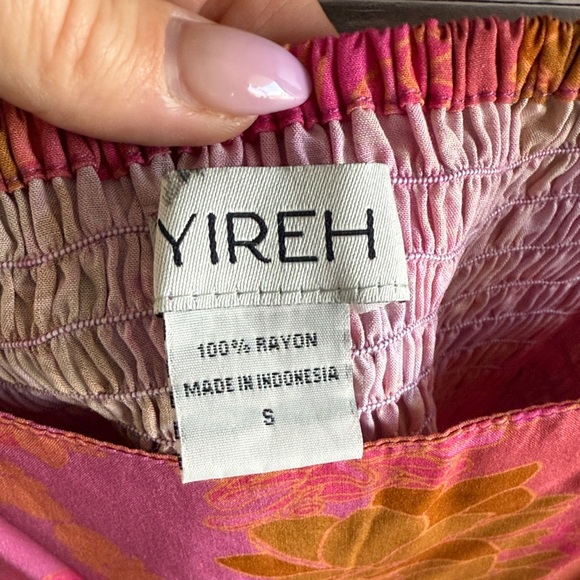 YIREH
100% RAYON
MADE IN INDONESIA
S